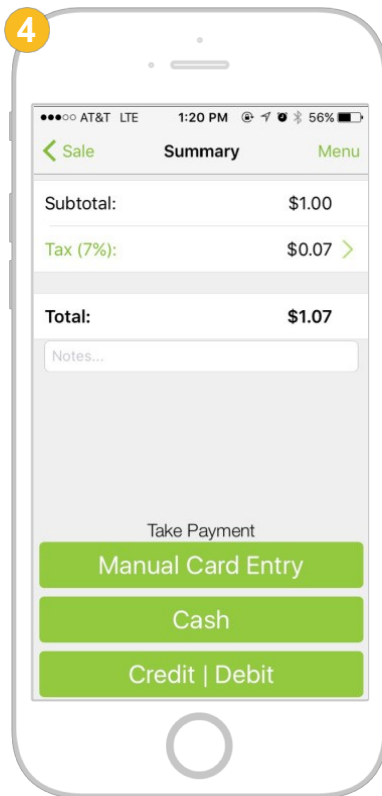 4
●●●○○ AT&T LTE 1:20 PM 56%
Sale Summary Menu
Subtotal: $1.00
Tax (7%): $0.07
Total: $1.07
Notes...
Take Payment
Manual Card Entry
Cash
Credit | Debit